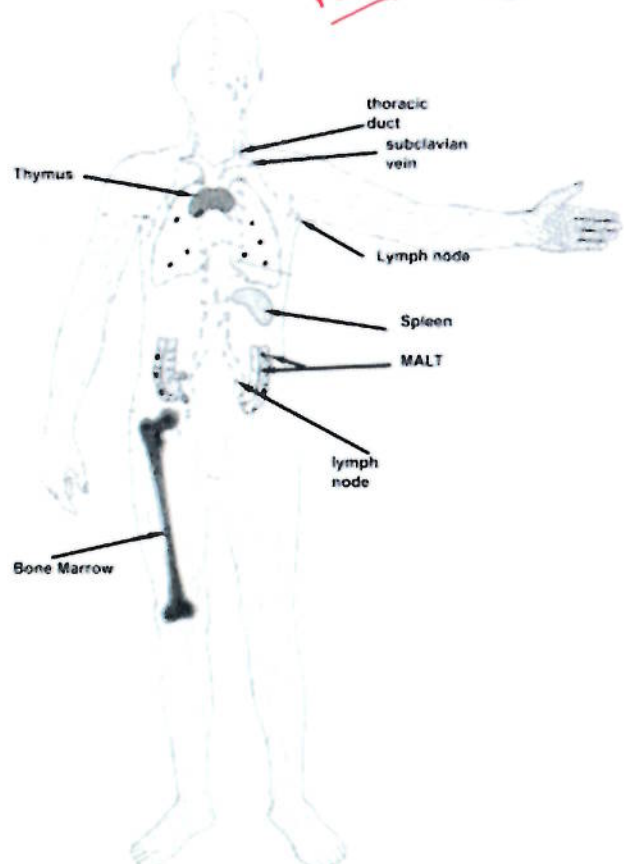 thoracic
duct
subclavian
vein
Thymus
Lymph node
Spleen
MALT
lymph
node
Bone Marrow